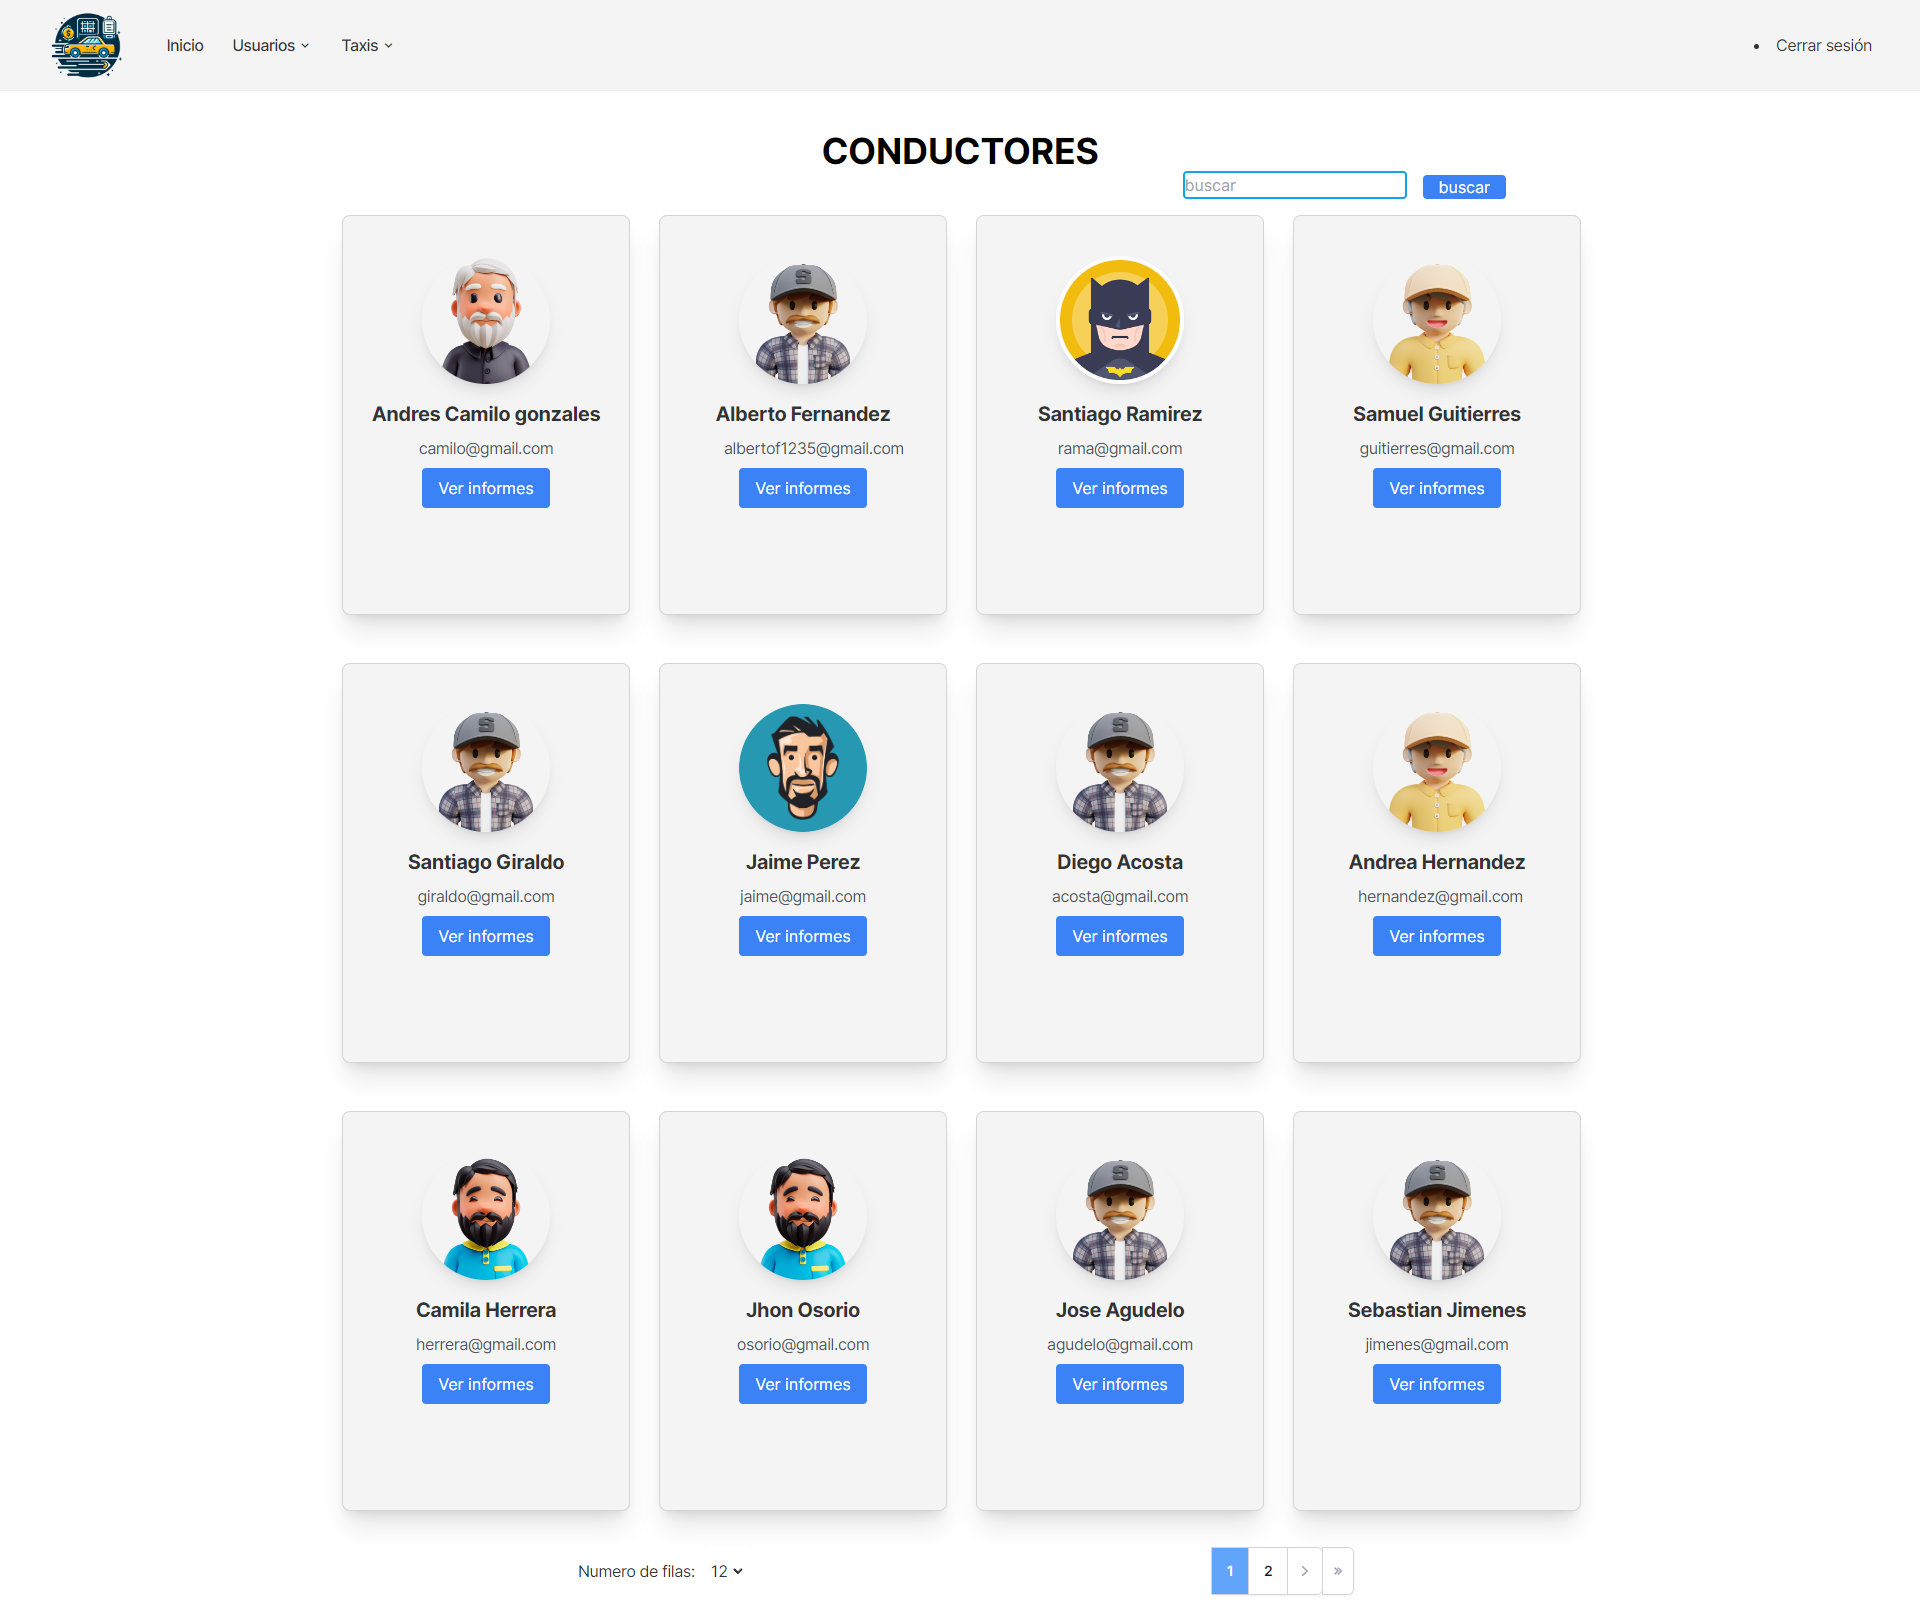 Inicio Usuarios Taxis • Cerrar sesión
CONDUCTORES
buscar buscar
Andres Camilo gonzales Alberto Fernandez Santiago Ramirez Samuel Guitierres
camilo@gmail.com albertof1235@gmail.com rama@gmail.com guitierres@gmail.com
Ver informes Ver informes Ver informes Ver informes
Santiago Giraldo Jaime Perez Diego Acosta Andrea Hernandez
giraldo@gmail.com jaime@gmail.com acosta@gmail.com hernandez@gmail.com
Ver informes Ver informes Ver informes Ver informes
Camila Herrera Jhon Osorio Jose Agudelo Sebastian Jimenes
herrera@gmail.com osorio@gmail.com agudelo@gmail.com jimenes@gmail.com
Ver informes Ver informes Ver informes Ver informes
Numero de filas: 12 1 2 > »